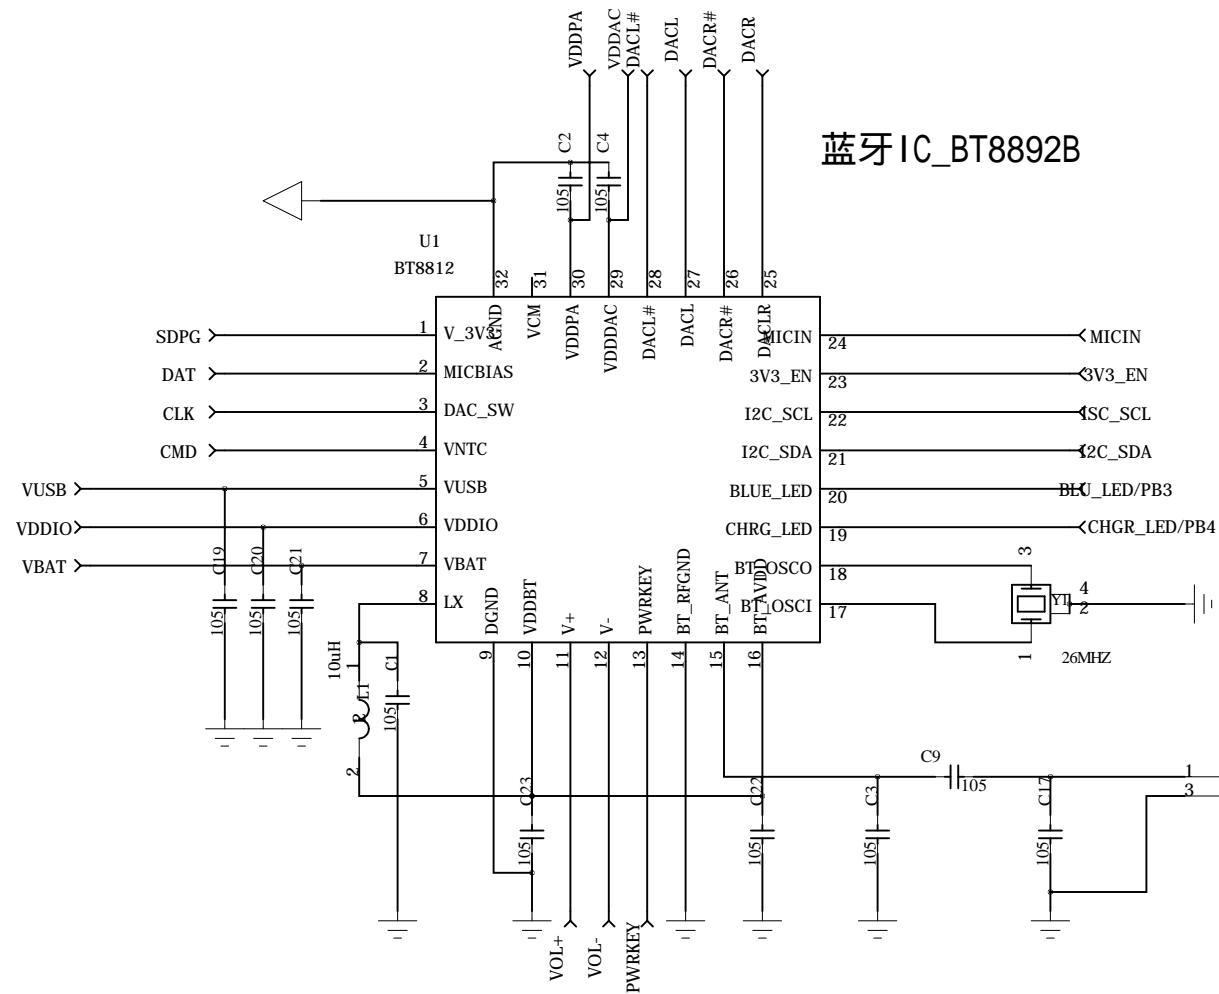 VDDPA
VDDAC
DACL#
DACL
DACR#
DACR
蓝牙IC_BT8892B
C2
C4
105
105
U1
BT8812
32
31
30
29
28
27
26
25
AGND
VCM
VDDPA
VDDDAC
DACL#
DACL
DACR#
DACLR
SDPG
1
V_3V3
MICIN
24
MICIN
DAT
2
MICBIAS
3V3_EN
23
3V3_EN
CLK
3
DAC_SW
I2C_SCL
22
ISC_SCL
CMD
4
VNTC
I2C_SDA
21
I2C_SDA
VUSB
5
VUSB
BLUE_LED
20
BLU_LED/PB3
VDDIO
6
VDDIO
CHRG_LED
19
CHGR_LED/PB4
VBAT
7
VBAT
BT_OSCO
18
8
LX
BT_OSCI
17
C19
C20
C21
105
105
105
3
Y1
4
2
1
26MHZ
DGND
VDDBT
V+
V-
PWRKEY
BT_RFGND
BT_ANT
BT_AVDD
9
10
11
12
13
14
15
16
10uH
1
L1
2
C1
105
C23
105
C22
105
C9
105
C3
105
C17
105
1
3
VOL+
VOL-
PWRKEY